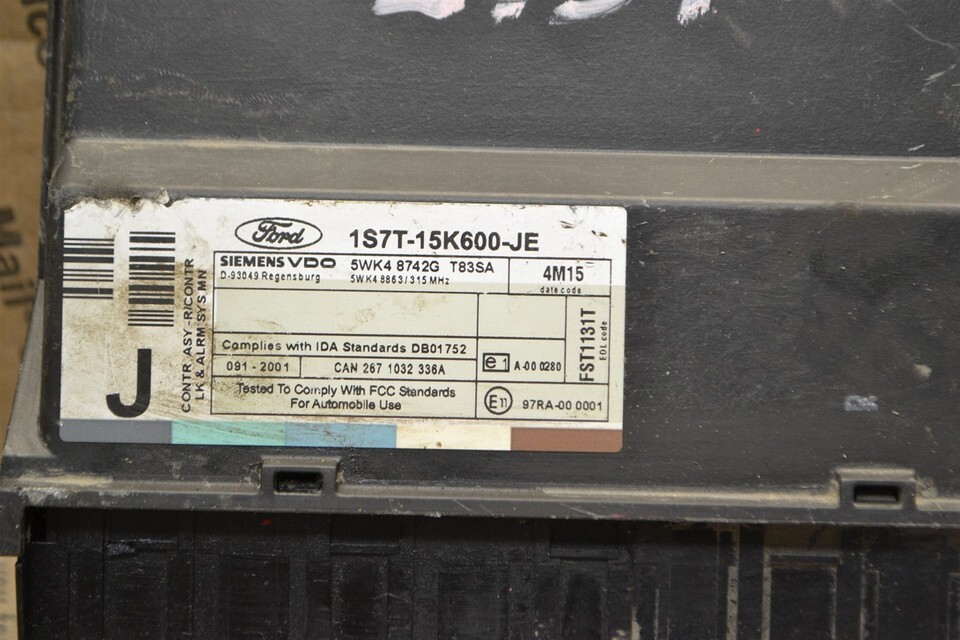 Ford
1S7T-15K600-JE
SIEMENS VDO 5WK4 8742G T83SA
D-93049 Regensburg 5WK4 8863/315 MHz
4M15
date code
Complies with IDA Standards DB01752
091 - 2001 CAN 267 1032 336A
Tested To Comply With FCC Standards
For Automobile Use
e1 A-00 0280
E11 97RA-00 0001
FST1131T
EOL code
CONTR ASY -R/CONTR
LK & ALRM SYS MN
J